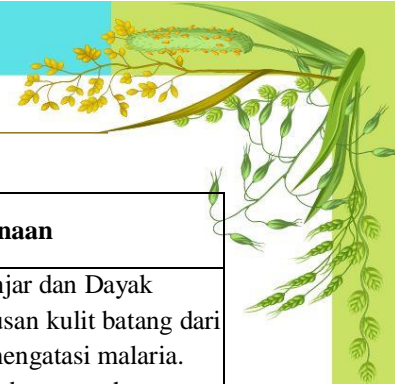 naan
njar dan Dayak
usan kulit batang dari
mengatasi malaria.